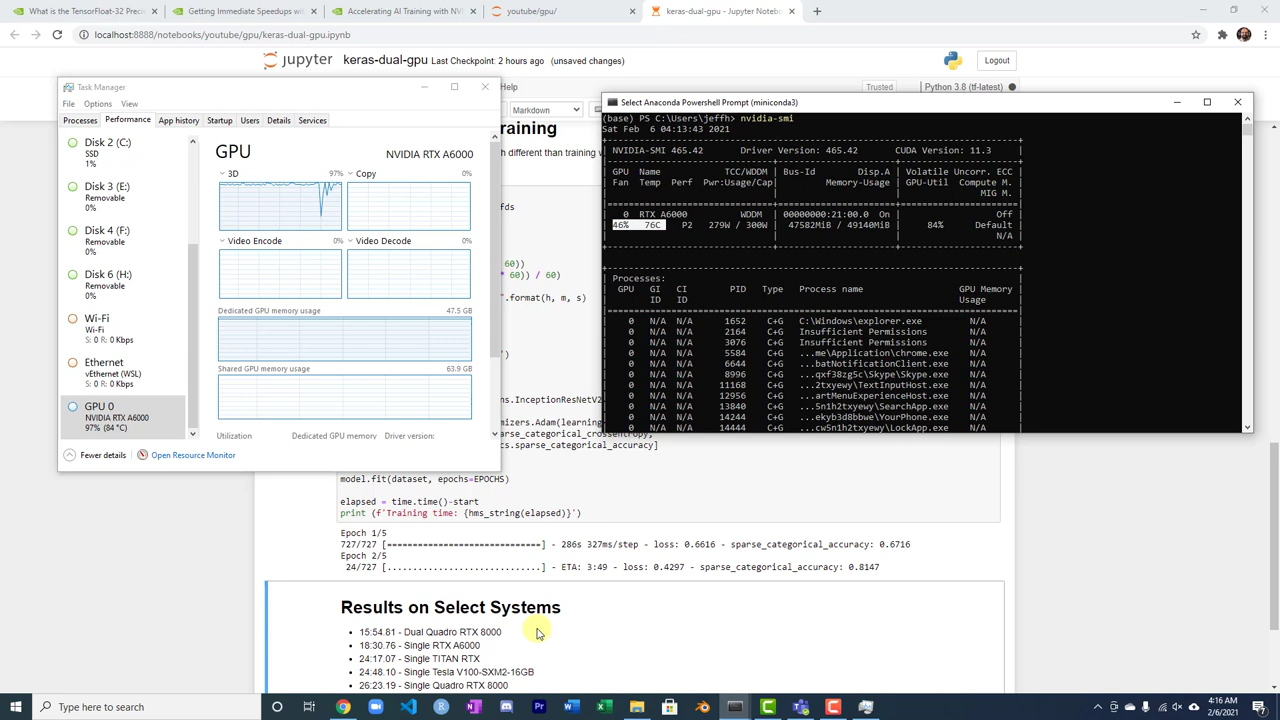 What is the TensorFloat-32 Precis
Getting Immediate Speedups with
Accelerating AI Training with NV
youtube/gpu/
keras-dual-gpu - Jupyter Notebo
localhost:8888/notebooks/youtube/gpu/keras-dual-gpu.ipynb
jupyter keras-dual-gpu Last Checkpoint: 2 hours ago (unsaved changes)
Logout
Help
Trusted
Python 3.8 (tf-latest)
Markdown
Task Manager
File Options View
Processes Performance App history Startup Users Details Services
Disk 2 (C:)
SSD
1%
Disk 3 (E:)
Removable
0%
Disk 4 (F:)
Removable
0%
Disk 6 (H:)
Removable
0%
Wi-Fi
Wi-Fi
S: 0 R: 0 Kbps
Ethernet
vEthernet (WSL)
S: 0 R: 0 Kbps
GPU 0
NVIDIA RTX A6000
97% (84 °C)
GPU
NVIDIA RTX A6000
3D 97%
Copy 0%
Video Encode 0%
Video Decode 0%
Dedicated GPU memory usage 47.5 GB
Shared GPU memory usage 63.9 GB
Utilization Dedicated GPU memory Driver version:
Fewer details
Open Resource Monitor
Select Anaconda Powershell Prompt (miniconda3)
(base) PS C:\Users\jeffh> nvidia-smi
Sat Feb 6 04:13:43 2021
NVIDIA-SMI 465.42 Driver Version: 465.42 CUDA Version: 11.3
GPU Name TCC/WDDM | Bus-Id Disp.A | Volatile Uncorr. ECC
Fan Temp Perf Pwr:Usage/Cap| Memory-Usage | GPU-Util Compute M.
MIG M.
0 RTX A6000 WDDM | 00000000:21:00.0 On | Off
46% 76C P2 279W / 300W | 47582MiB / 49140MiB | 84% Default
N/A
Processes:
GPU GI CI PID Type Process name GPU Memory
ID ID Usage
0 N/A N/A 1652 C+G C:\Windows\explorer.exe N/A
0 N/A N/A 2164 C+G Insufficient Permissions N/A
0 N/A N/A 3076 C+G Insufficient Permissions N/A
0 N/A N/A 5584 C+G ...me\Application\chrome.exe N/A
0 N/A N/A 6644 C+G ...batNotificationClient.exe N/A
0 N/A N/A 8996 C+G ...qxf38zg5c\Skype\Skype.exe N/A
0 N/A N/A 11168 C+G ...2txyewy\TextInputHost.exe N/A
0 N/A N/A 12956 C+G ...artMenuExperienceHost.exe N/A
0 N/A N/A 13840 C+G ...5n1h2txyewy\SearchApp.exe N/A
0 N/A N/A 14244 C+G ...ekyb3d8bbwe\YourPhone.exe N/A
0 N/A N/A 14444 C+G ...cw5n1h2txyewy\LockApp.exe N/A
raining
h different than training w
fds
60))
* 60)) / 60)
".format(h, m, s)
')
ns.InceptionResNetV2
mizers.Adam(learning
parse_categorical_crossentropy,
cs.sparse_categorical_accuracy]
model.fit(dataset, epochs=EPOCHS)
elapsed = time.time()-start
print (f'Training time: {hms_string(elapsed)}')
Epoch 1/5
727/727 [==============================] - 286s 327ms/step - loss: 0.6616 - sparse_categorical_accuracy: 0.6716
Epoch 2/5
24/727 [..............................] - ETA: 3:49 - loss: 0.4297 - sparse_categorical_accuracy: 0.8147
Results on Select Systems
• 15:54.81 - Dual Quadro RTX 8000
• 18:30.76 - Single RTX A6000
• 24:17.07 - Single TITAN RTX
• 24:48.10 - Single Tesla V100-SXM2-16GB
• 26:23.19 - Single Quadro RTX 8000
Type here to search
4:16 AM
2/6/2021